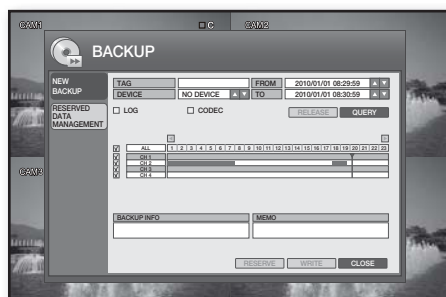 CAM1 C CAM2
BACKUP
NEW BACKUP
RESERVED DATA MANAGEMENT
TAG FROM 2010/01/01 08:29:59
DEVICE NO DEVICE TO 2010/01/01 08:30:59
LOG CODEC RELEASE QUERY
ALL 1 2 3 4 5 6 7 8 9 10 11 12 13 14 15 16 17 18 19 20 21 22 23
CH 1
CH 2
CH 3
CH 4
CAM3
BACKUP INFO MEMO
RESERVE WRITE CLOSE